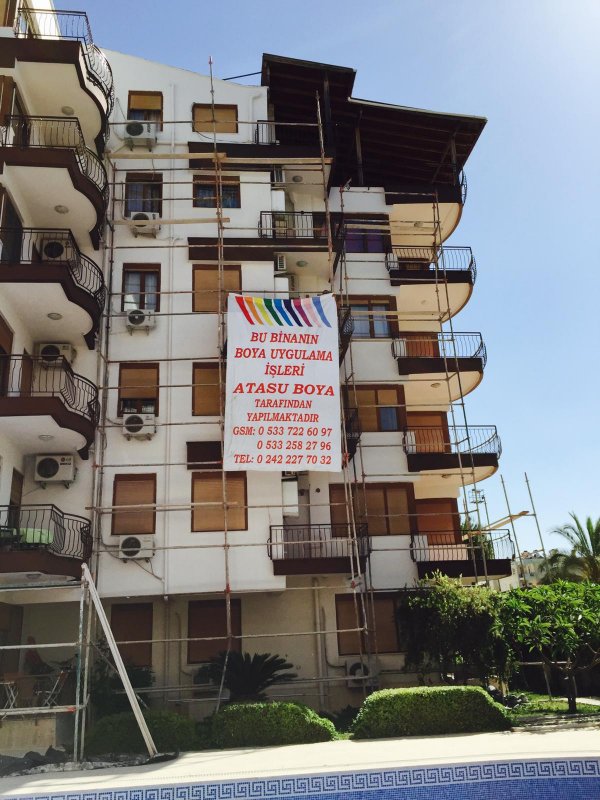 BU BİNANIN
BOYA UYGULAMA
İŞLERİ
ATASU BOYA
TARAFINDAN
YAPILMAKTADIR
GSM: 0 533 722 60 97
0 533 258 27 96
TEL: 0 242 227 70 32